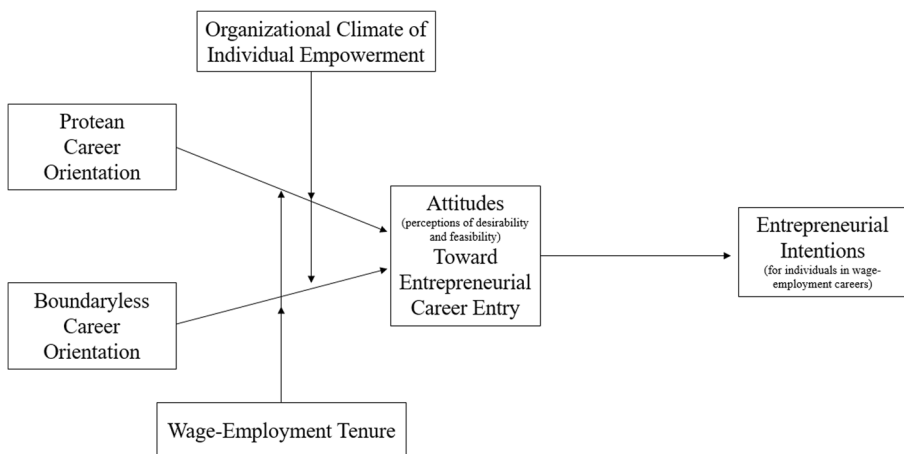 Organizational Climate of
Individual Empowerment
Protean
Career
Orientation
Attitudes
(perceptions of desirability
and feasibility)
Toward
Entrepreneurial
Career Entry
Entrepreneurial
Intentions
(for individuals in wage-
employment careers)
Boundaryless
Career
Orientation
Wage-Employment Tenure